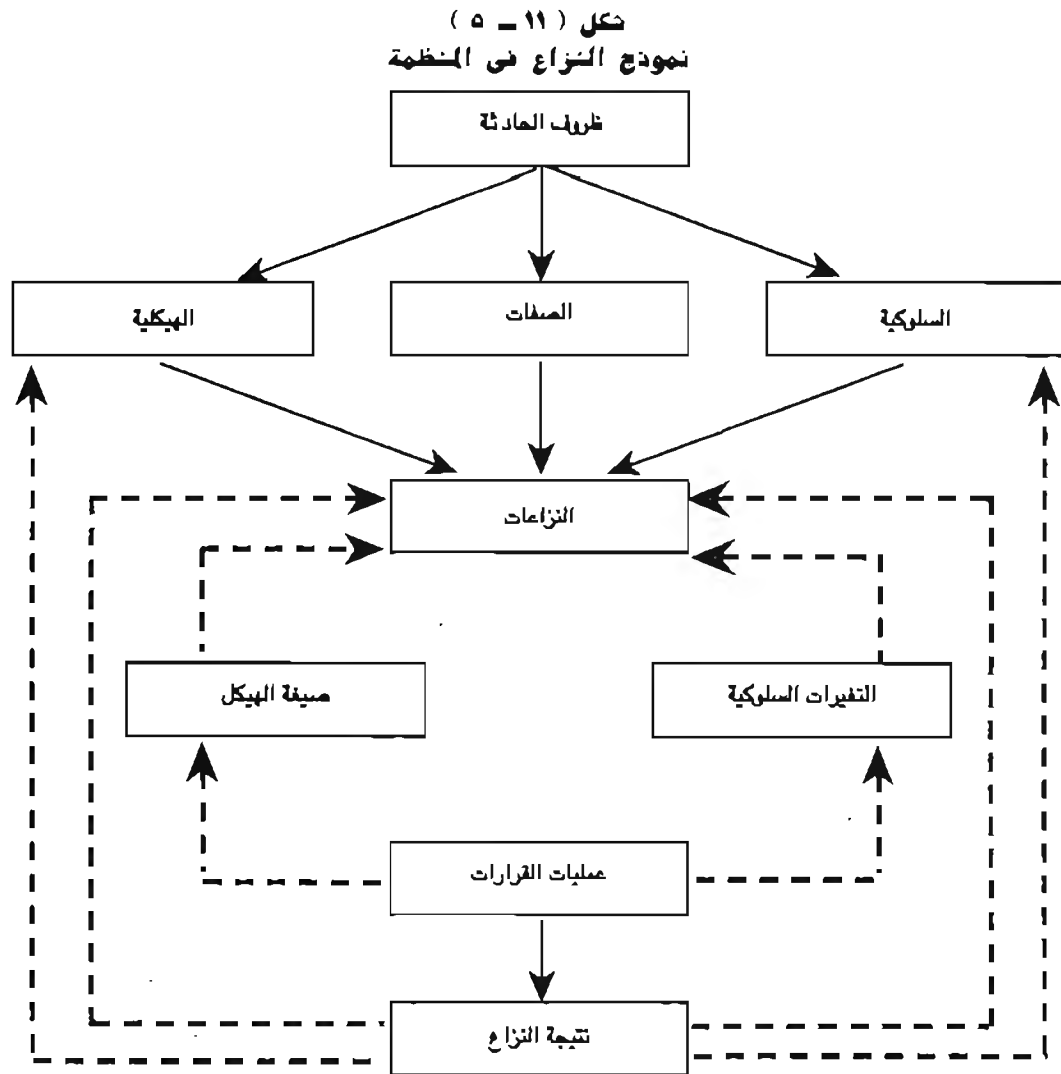 شكل ( ١١ – ٥ )
نموذج النزاع فى المنظمة
ظروف الحادثة
السلوكية
الصفات
الهيكلية
النزاعات
التغيرات السلوكية
صيغة الهيكل
عمليات القرارات
نتيجة النزاع